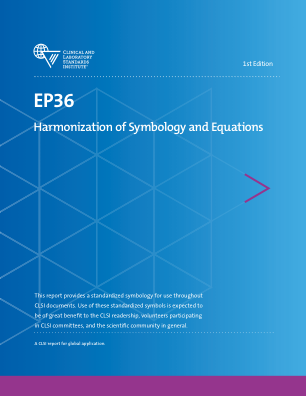 CLINICAL AND
LABORATORY
STANDARDS
INSTITUTE
1st Edition
EP36
Harmonization of Symbology and Equations
This report provides a standardized symbology for use throughout
CLSI documents. Use of these standardized symbols is expected to
be of great benefit to the CLSI readership, volunteers participating
in CLSI committees, and the scientific community in general.
A CLSI report for global application.